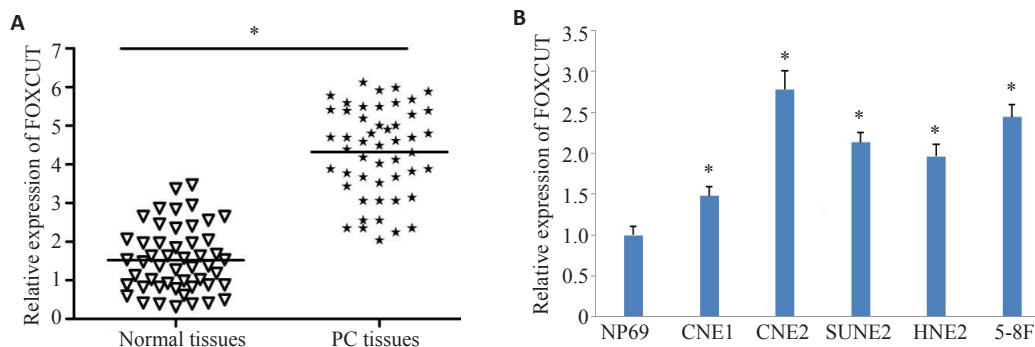 A
*
Relative expression of FOXCUT
7
6
5
4
3
2
1
0
Normal tissues PC tissues
B
Relative expression of FOXCUT
3.5
3.0
2.5
2.0
1.5
1.0
0.5
0
* * * * *
NP69 CNE1 CNE2 SUNE2 HNE2 5-8F